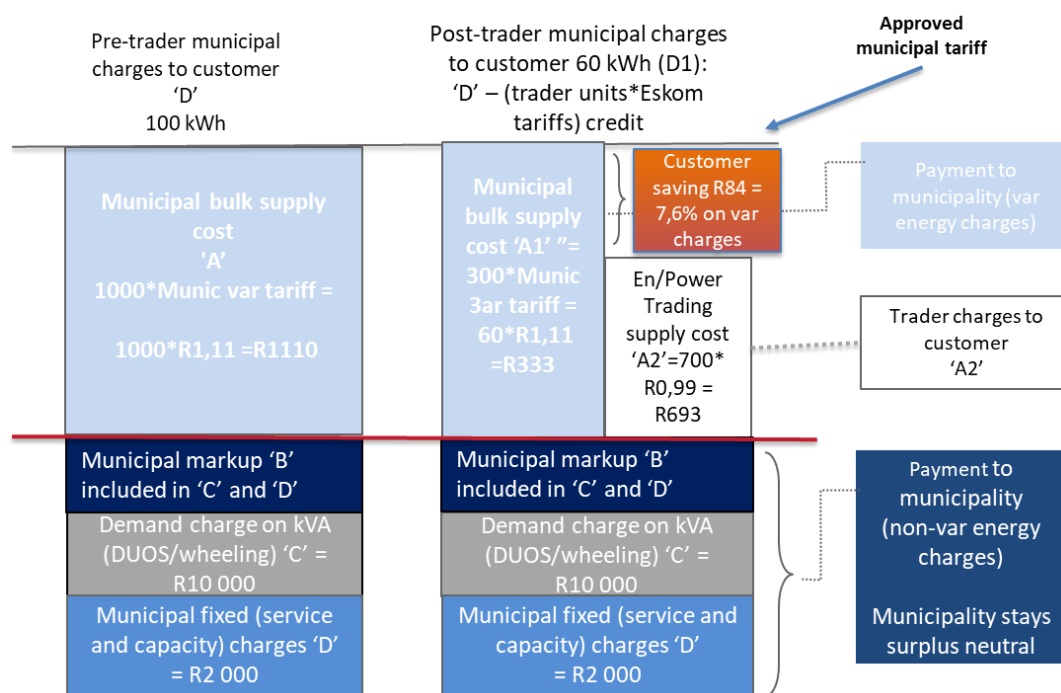 Pre-trader municipal
charges to customer
‘D’
100 kWh
Post-trader municipal charges
to customer 60 kWh (D1):
‘D’ – (trader units*Eskom
tariffs) credit
Approved
municipal tariff
Municipal bulk supply
cost
'A’
1000*Munic var tariff =
1000*R1,11 =R1110
Municipal
bulk supply
cost ‘A1’ ”=
300*Munic
3ar tariff =
60*R1,11
=R333
Customer
saving R84 =
7,6% on var
charges
Payment to
municipality (var
energy charges)
En/Power
Trading
supply cost
‘A2’=700*
R0,99 =
R693
Trader charges to
customer
‘A2’
Municipal markup ‘B’
included in ‘C’ and ‘D’
Demand charge on kVA
(DUOS/wheeling) ‘C’ =
R10 000
Municipal fixed (service
and capacity) charges ‘D’
= R2 000
Municipal markup ‘B’
included in ‘C’ and ‘D’
Demand charge on kVA
(DUOS/wheeling) ‘C’ =
R10 000
Municipal fixed (service
and capacity) charges ‘D’
= R2 000
Payment to
municipality
(non-var energy
charges)
Municipality stays
surplus neutral